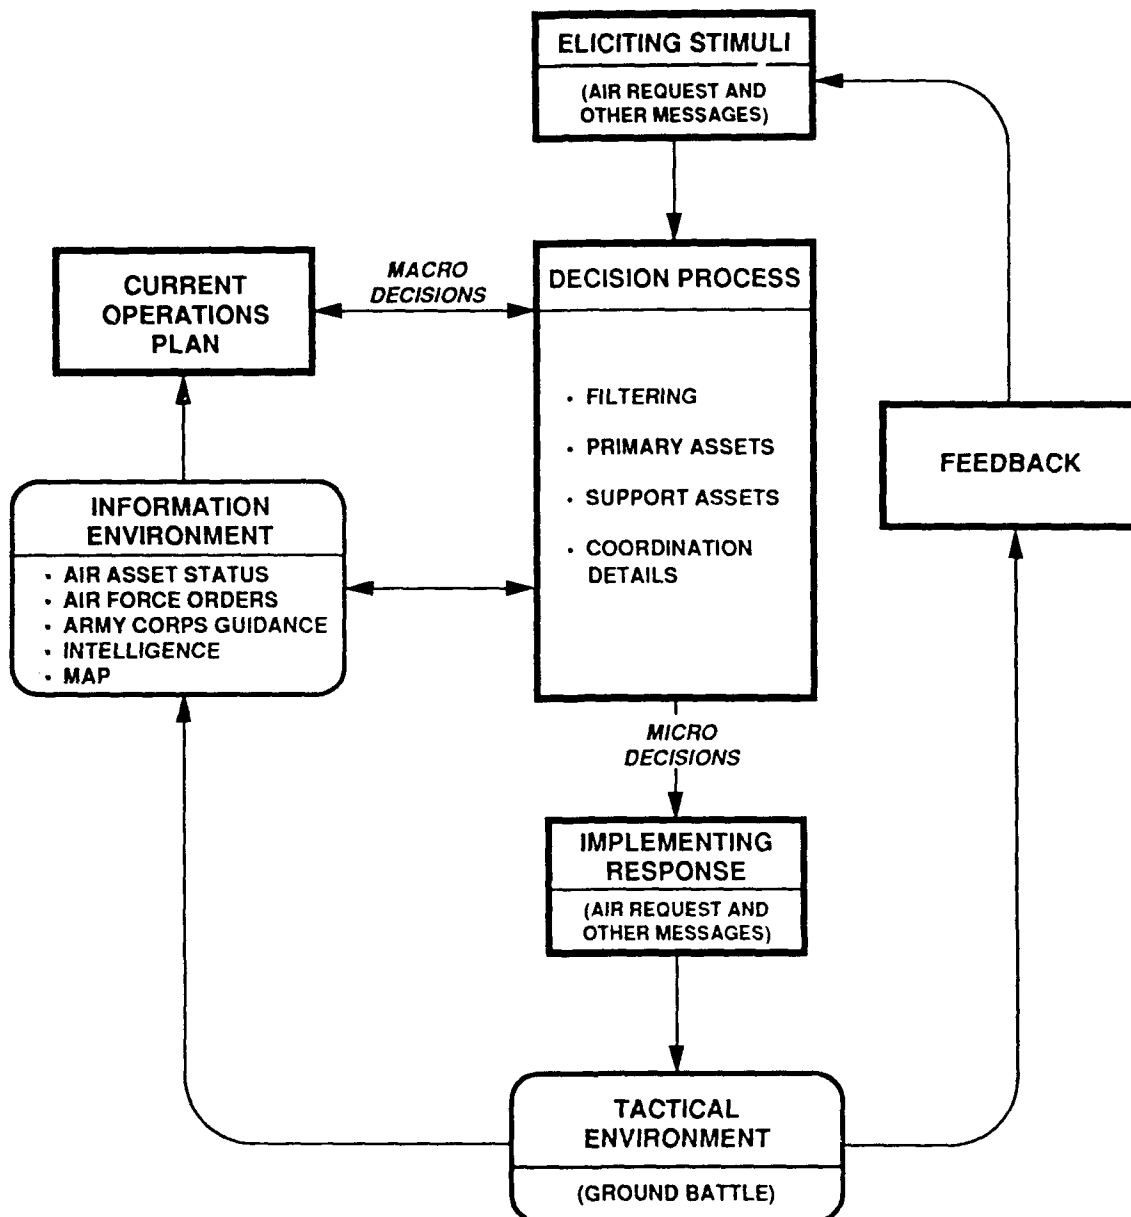 ELICITING STIMULI
(AIR REQUEST AND
OTHER MESSAGES)
CURRENT
OPERATIONS
PLAN
MACRO
DECISIONS
DECISION PROCESS
• FILTERING
• PRIMARY ASSETS
• SUPPORT ASSETS
• COORDINATION
DETAILS
FEEDBACK
INFORMATION
ENVIRONMENT
• AIR ASSET STATUS
• AIR FORCE ORDERS
• ARMY CORPS GUIDANCE
• INTELLIGENCE
• MAP
MICRO
DECISIONS
IMPLEMENTING
RESPONSE
(AIR REQUEST AND
OTHER MESSAGES)
TACTICAL
ENVIRONMENT
(GROUND BATTLE)